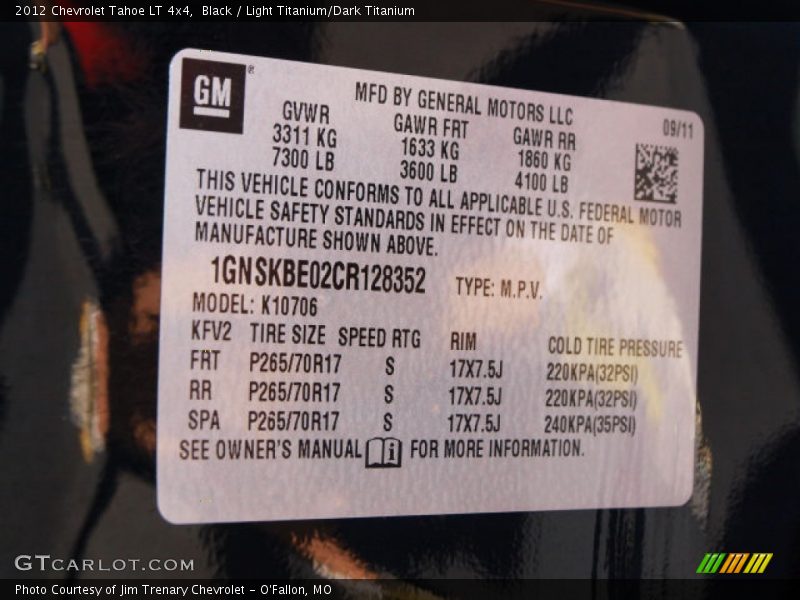 2012 Chevrolet Tahoe LT 4x4, Black / Light Titanium/Dark Titanium
GM®
MFD BY GENERAL MOTORS LLC
09/11
GVWR GAWR FRT GAWR RR
3311 KG 1633 KG 1860 KG
7300 LB 3600 LB 4100 LB
THIS VEHICLE CONFORMS TO ALL APPLICABLE U.S. FEDERAL MOTOR
VEHICLE SAFETY STANDARDS IN EFFECT ON THE DATE OF
MANUFACTURE SHOWN ABOVE.
1GNSKBE02CR128352 TYPE: M.P.V.
MODEL: K10706
KFV2 TIRE SIZE SPEED RTG RIM COLD TIRE PRESSURE
FRT P265/70R17 S 17X7.5J 220KPA(32PSI)
RR P265/70R17 S 17X7.5J 220KPA(32PSI)
SPA P265/70R17 S 17X7.5J 240KPA(35PSI)
SEE OWNER'S MANUAL i FOR MORE INFORMATION.
GTCARLOT.COM
Photo Courtesy of Jim Trenary Chevrolet - O'Fallon, MO